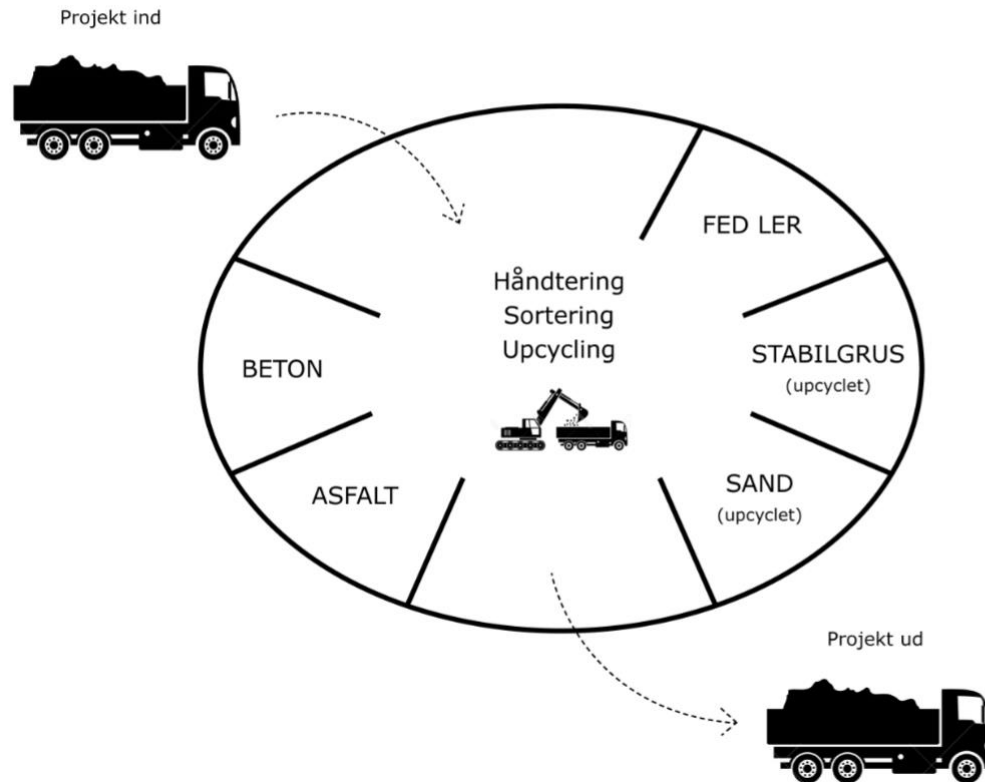 Projekt ind
FED LER
Håndtering
Sortering
Upcycling
STABILGRUS
(upcyclet)
BETON
SAND
(upcyclet)
ASFALT
Projekt ud